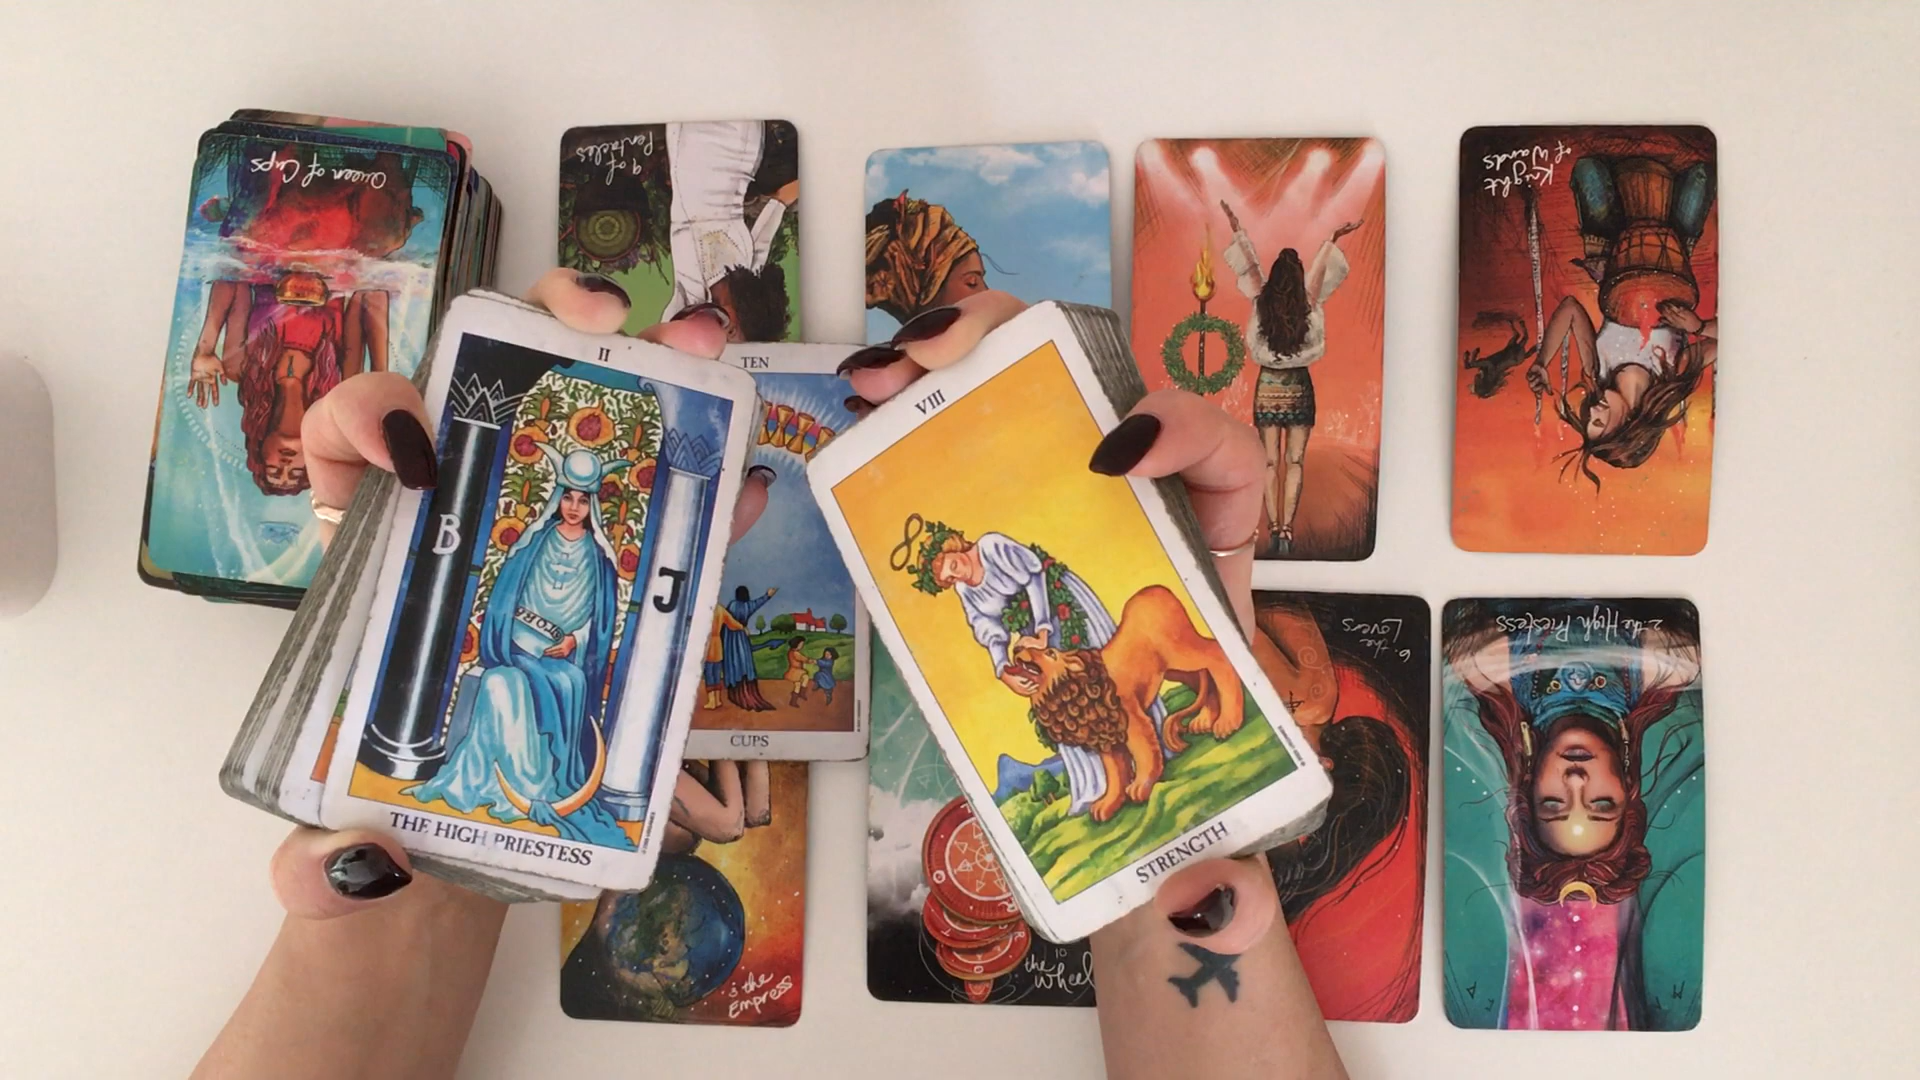 Queen of Cups
9 of
Pentacles
Knight
of Wands
TEN
CUPS
II
B
J
TORA
THE HIGH PRIESTESS
VIII
STRENGTH
6. the
Lovers
2. the High Priestess
3 the
Empress
10
the
Wheel